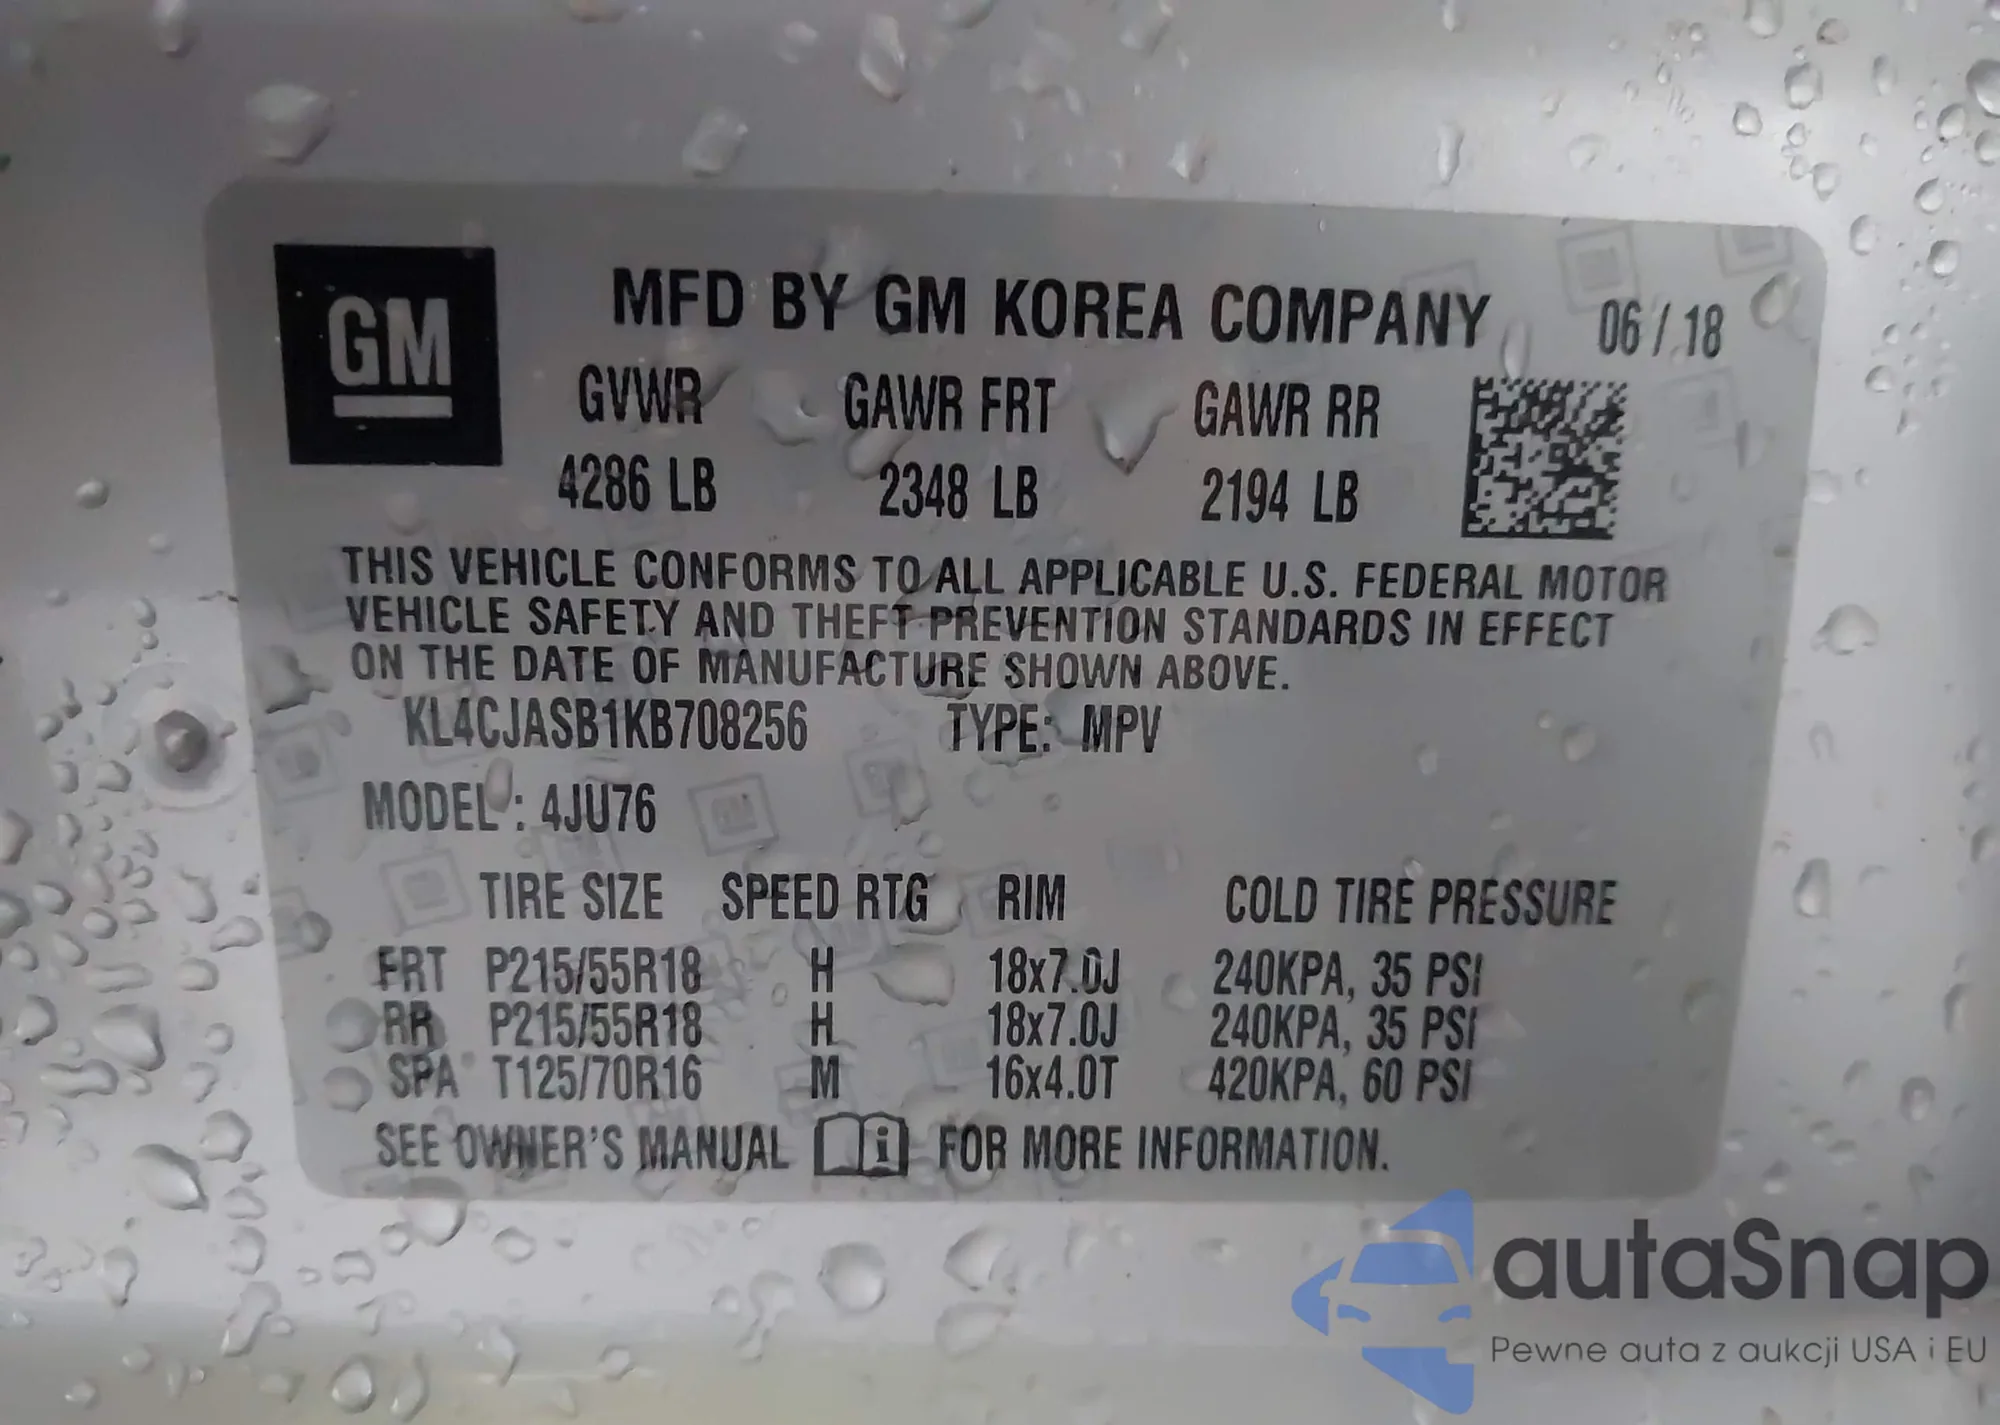 GM
MFD BY GM KOREA COMPANY 06 / 18
GVWR GAWR FRT GAWR RR
4286 LB 2348 LB 2194 LB
THIS VEHICLE CONFORMS TO ALL APPLICABLE U.S. FEDERAL MOTOR
VEHICLE SAFETY AND THEFT PREVENTION STANDARDS IN EFFECT
ON THE DATE OF MANUFACTURE SHOWN ABOVE.
KL4CJASB1KB708256 TYPE: MPV
MODEL : 4JU76
TIRE SIZE SPEED RTG RIM COLD TIRE PRESSURE
FRT P215/55R18 H 18x7.0J 240KPA, 35 PSI
RR P215/55R18 H 18x7.0J 240KPA, 35 PSI
SPA T125/70R16 M 16x4.0T 420KPA, 60 PSI
SEE OWNER'S MANUAL i FOR MORE INFORMATION.
autaSnap
Pewne auta z aukcji USA i EU